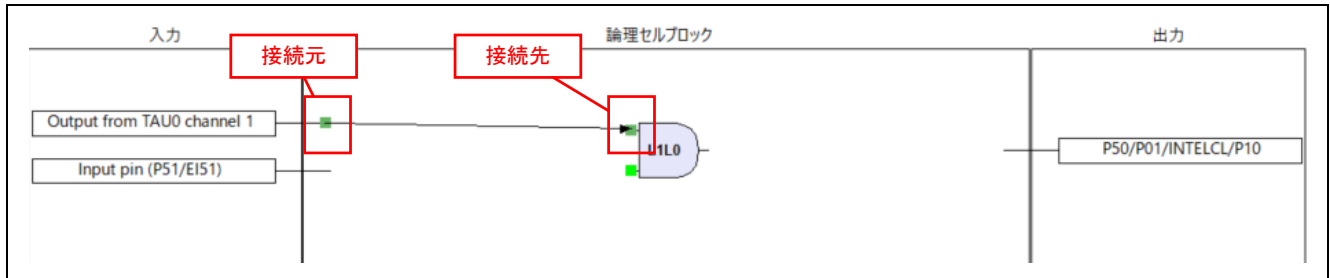 入力
論理セルブロック
出力
接続元
接続先
Output from TAU0 channel 1
L1L0
P50/P01/INTELCL/P10
Input pin (P51/EI51)